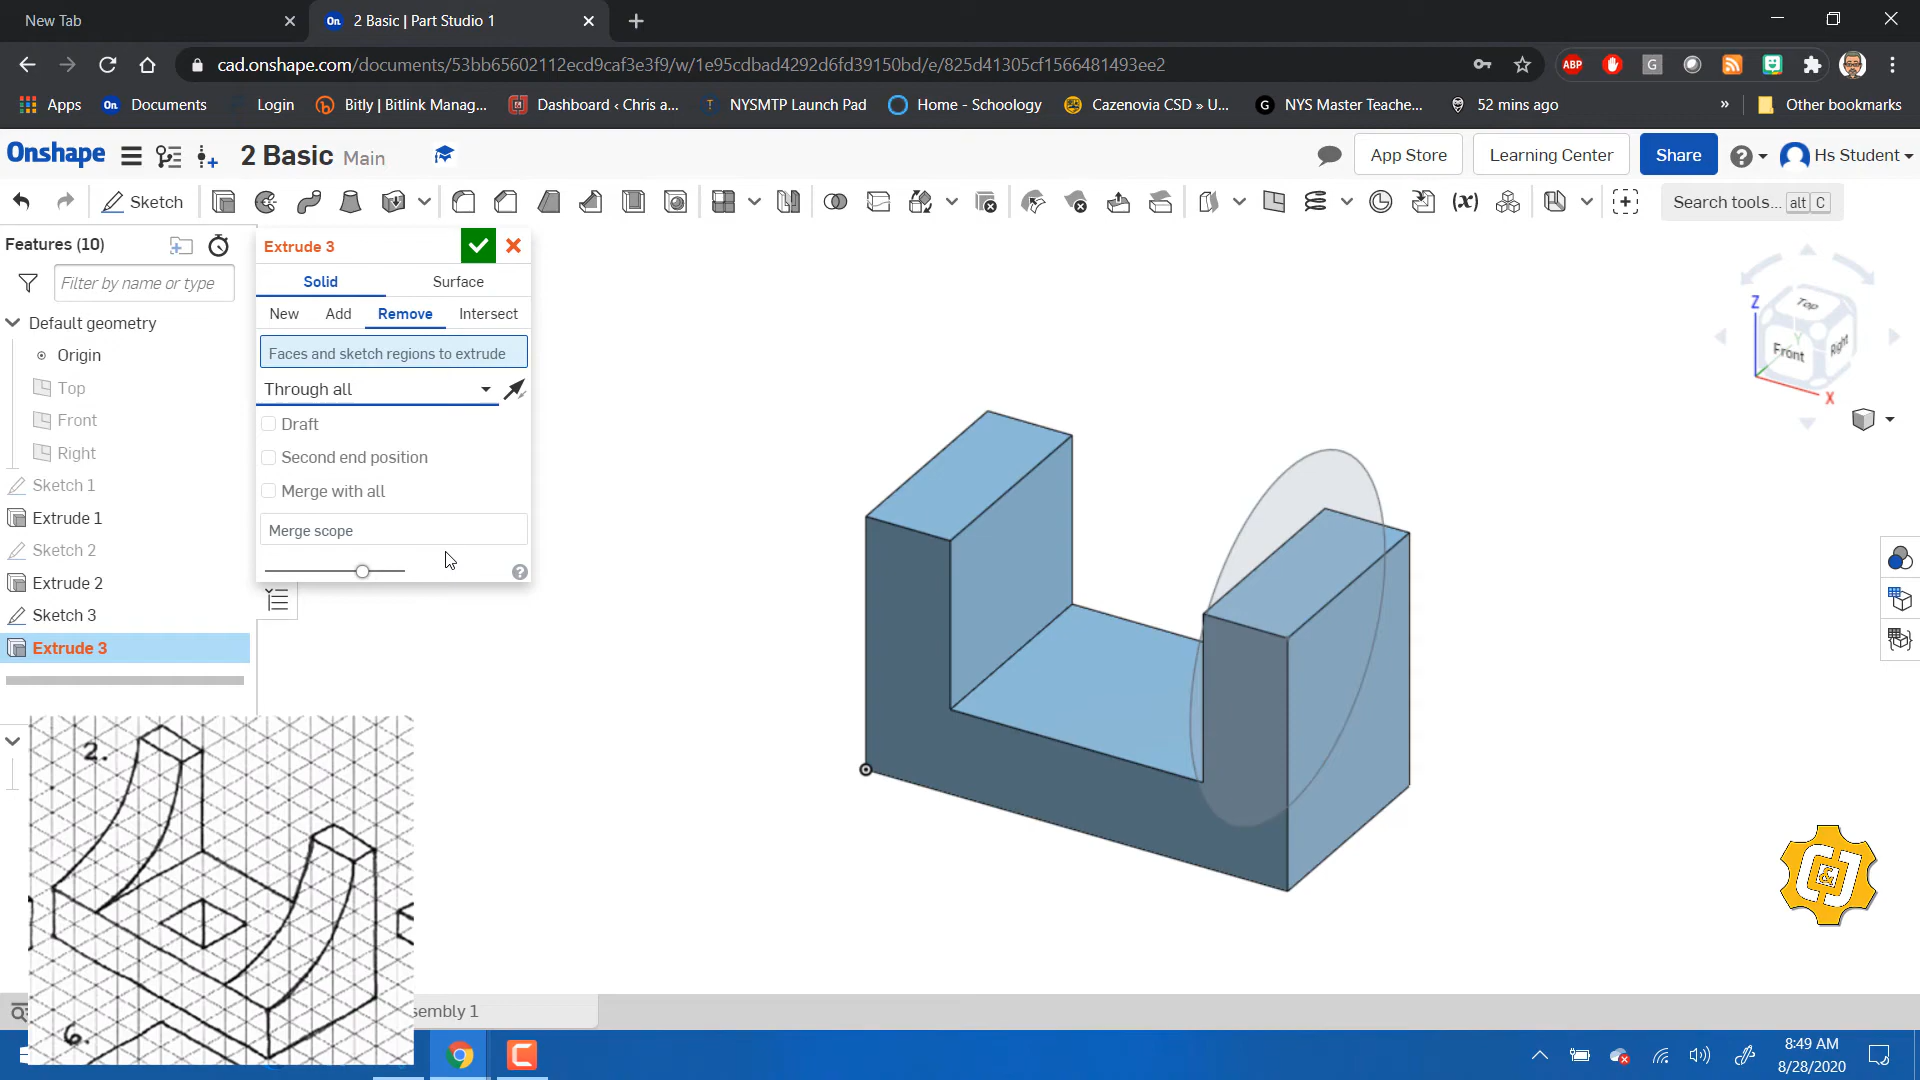 New Tab
On 2 Basic | Part Studio 1
cad.onshape.com/documents/53bb65602112ecd9caf3e3f9/w/1e95cdbad4292d6fd39150bd/e/825d41305cf1566481493ee2
ABP
G
Apps
On Documents
Login
Bitly | Bitlink Manag...
Dashboard ‹ Chris a...
T NYSMTP Launch Pad
Home - Schoology
Cazenovia CSD » U...
G NYS Master Teache...
52 mins ago
»
Other bookmarks
Onshape
2 Basic Main
App Store
Learning Center
Share
?
Hs Student
Sketch
(x)
Search tools... alt C
Features (10)
Filter by name or type
Default geometry
Origin
Top
Front
Right
Sketch 1
Extrude 1
Sketch 2
Extrude 2
Sketch 3
Extrude 3
Extrude 3
Solid Surface
New Add Remove Intersect
Faces and sketch regions to extrude
Through all
Draft
Second end position
Merge with all
Merge scope
?
Z
Top
Y
Front
Right
X
2.
6.
sembly 1
8:49 AM
8/28/2020